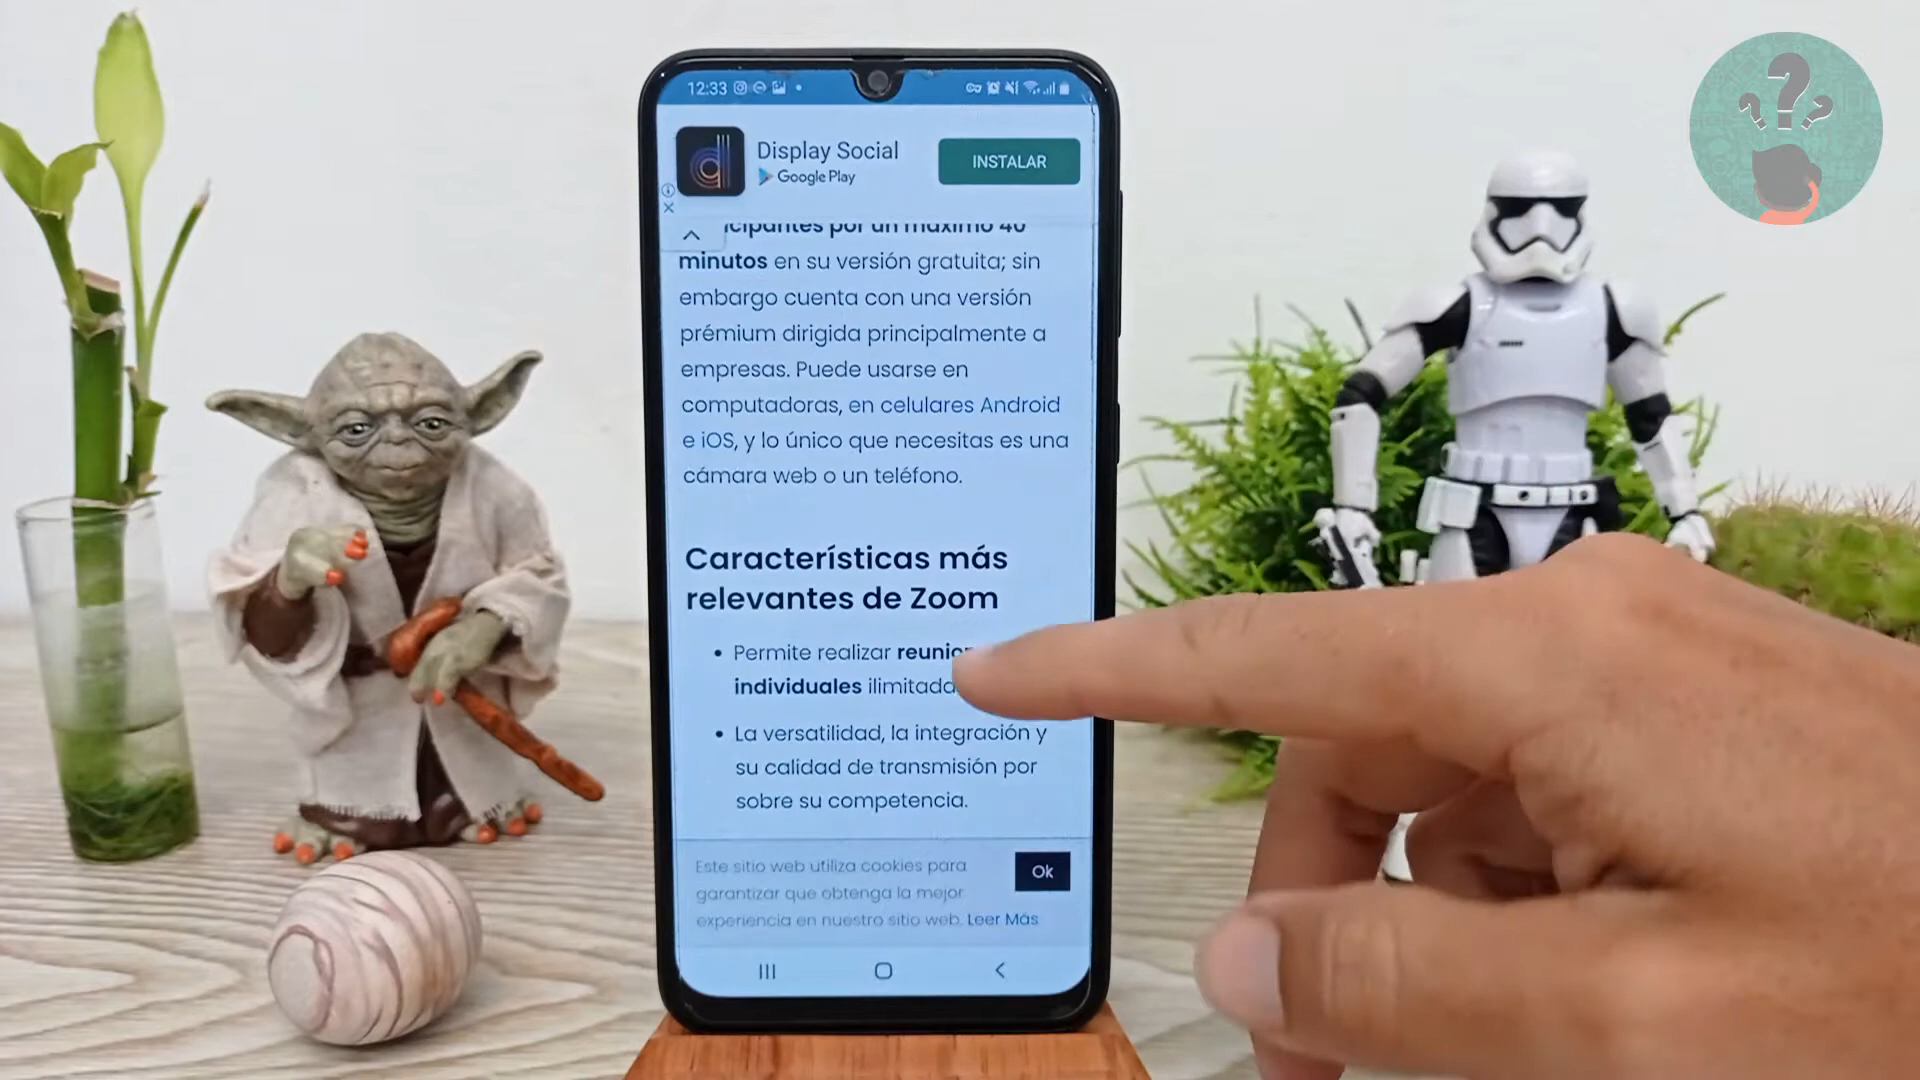 12:33
Display Social
Google Play
INSTALAR
por un máximo 40
minutos en su versión gratuita; sin
embargo cuenta con una versión
prémium dirigida principalmente a
empresas. Puede usarse en
computadoras, en celulares Android
e iOS, y lo único que necesitas es una
cámara web o un teléfono.
Características más
relevantes de Zoom
• Permite realizar
individuales
• La versatilidad, la integración y
su calidad de transmisión por
sobre su competencia.
Este sitio web utiliza cookies para
garantizar que obtenga la mejor
experiencia en nuestro sitio web. Leer Más
Ok